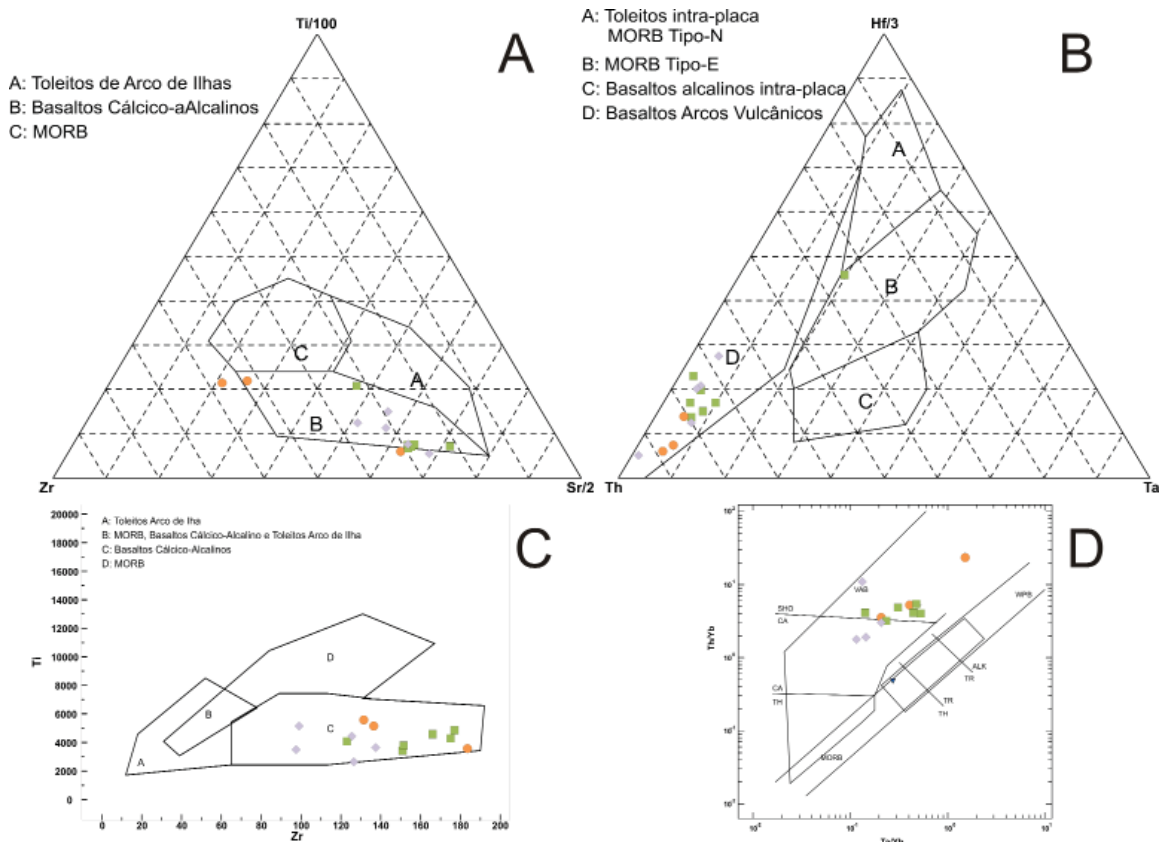 Ti/100
A
A: Toleitos de Arco de Ilhas
B: Basaltos Cálcico-aAlcalinos
C: MORB
C
A
B
Zr
Sr/2
A: Toleitos intra-placa
MORB Tipo-N
B: MORB Tipo-E
C: Basaltos alcalinos intra-placa
D: Basaltos Arcos Vulcânicos
Hf/3
B
A
B
D
C
Th
Ta
20000
18000
16000
14000
12000
10000
8000
6000
4000
2000
0
Ti
A: Toleitos Arco de Ilha
B: MORB, Basaltos Cálcico-Alcalino e Toleitos Arco de Ilha
C: Basaltos Cálcico-Alcalinos
D: MORB
C
D
B
C
A
0 20 40 60 80 100 120 140 160 180 200
Zr
D
Th/Yb
VAB
SHO
CA
WPB
CA
TH
ALK
TR
TR
TH
MORB
Ta/Yb